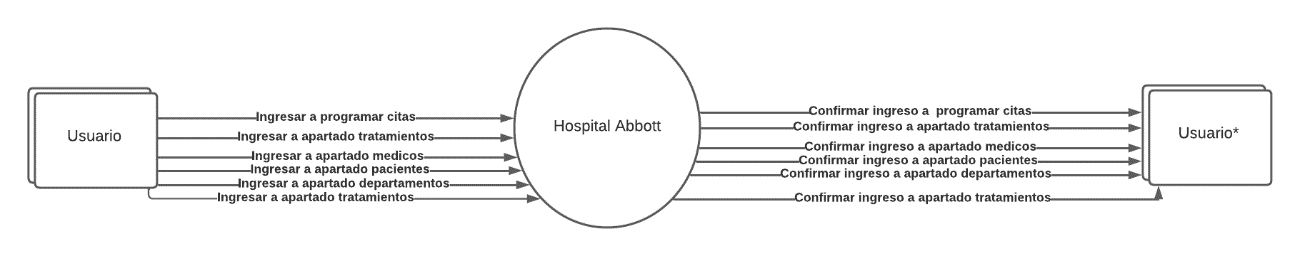 Usuario
Ingresar a programar citas
Ingresar a apartado tratamientos
Ingresar a apartado medicos
Ingresar a apartado pacientes
Ingresar a apartado departamentos
Ingresar a apartado tratamientos
Hospital Abbott
Confirmar ingreso a programar citas
Confirmar ingreso a apartado tratamientos
Confirmar ingreso a apartado medicos
Confirmar ingreso a apartado pacientes
Confirmar ingreso a apartado departamentos
Confirmar ingreso a apartado tratamientos
Usuario*